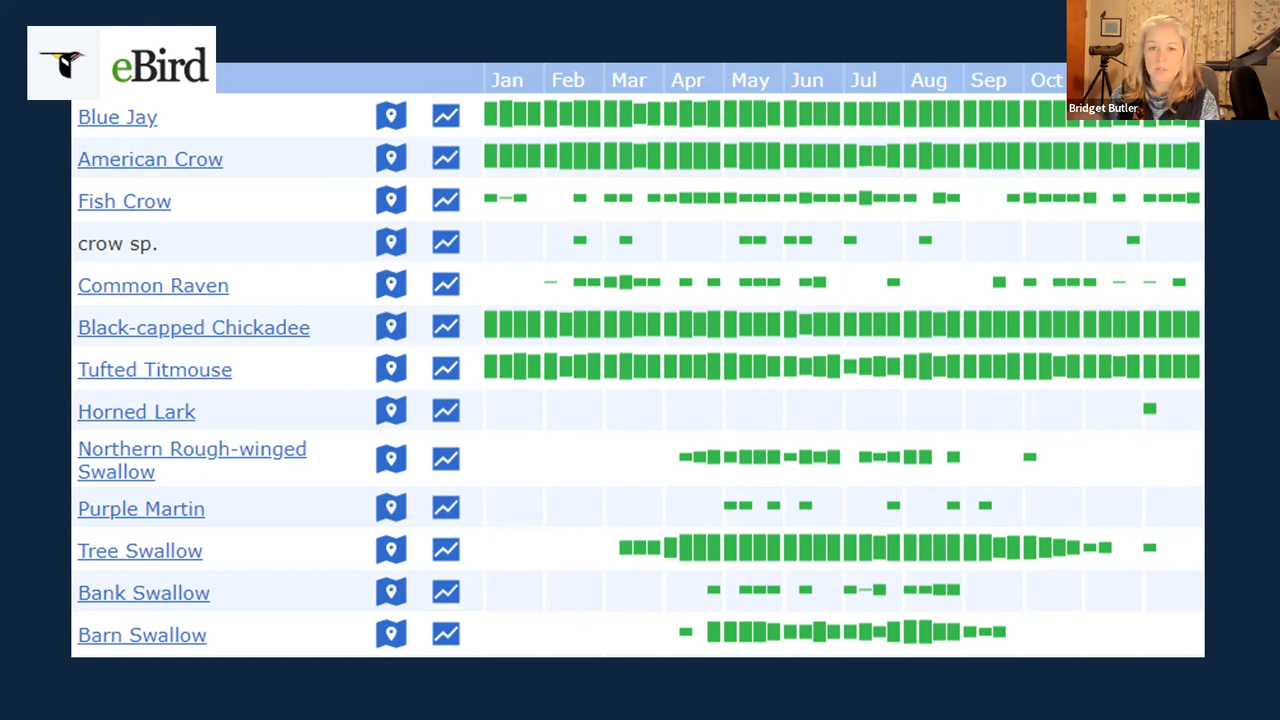 eBird
Jan Feb Mar Apr May Jun Jul Aug Sep Oct
Bridget Butler
Blue Jay
American Crow
Fish Crow
crow sp.
Common Raven
Black-capped Chickadee
Tufted Titmouse
Horned Lark
Northern Rough-winged
Swallow
Purple Martin
Tree Swallow
Bank Swallow
Barn Swallow